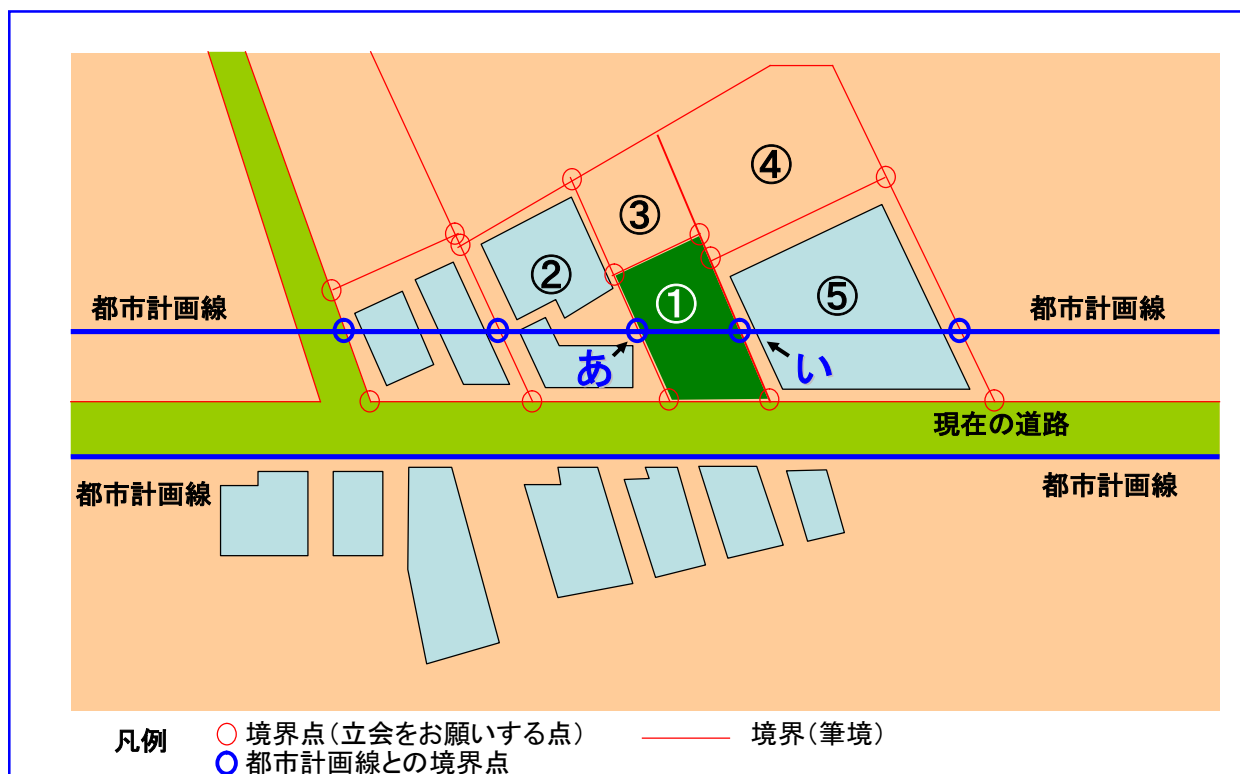 ④
③
②
①
⑤
都市計画線
都市計画線
あ
い
現在の道路
都市計画線
都市計画線
凡例
境界点(立会をお願いする点)
境界(筆境)
都市計画線との境界点